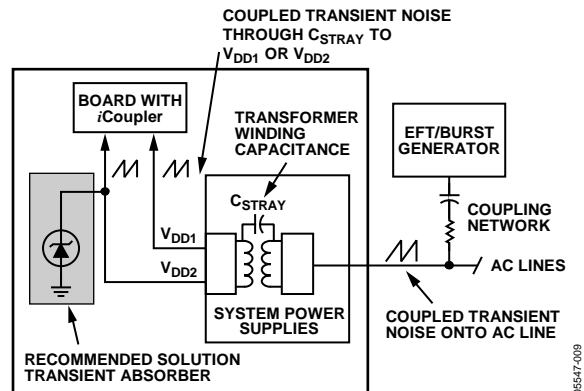 COUPLED TRANSIENT NOISE
THROUGH CSTRAY TO
VDD1 OR VDD2
BOARD WITH
iCoupler
TRANSFORMER
WINDING
CAPACITANCE
EFT/BURST
GENERATOR
CSTRAY
COUPLING
NETWORK
VDD1
VDD2
AC LINES
SYSTEM POWER
SUPPLIES
COUPLED TRANSIENT
NOISE ONTO AC LINE
RECOMMENDED SOLUTION
TRANSIENT ABSORBER
05547-009